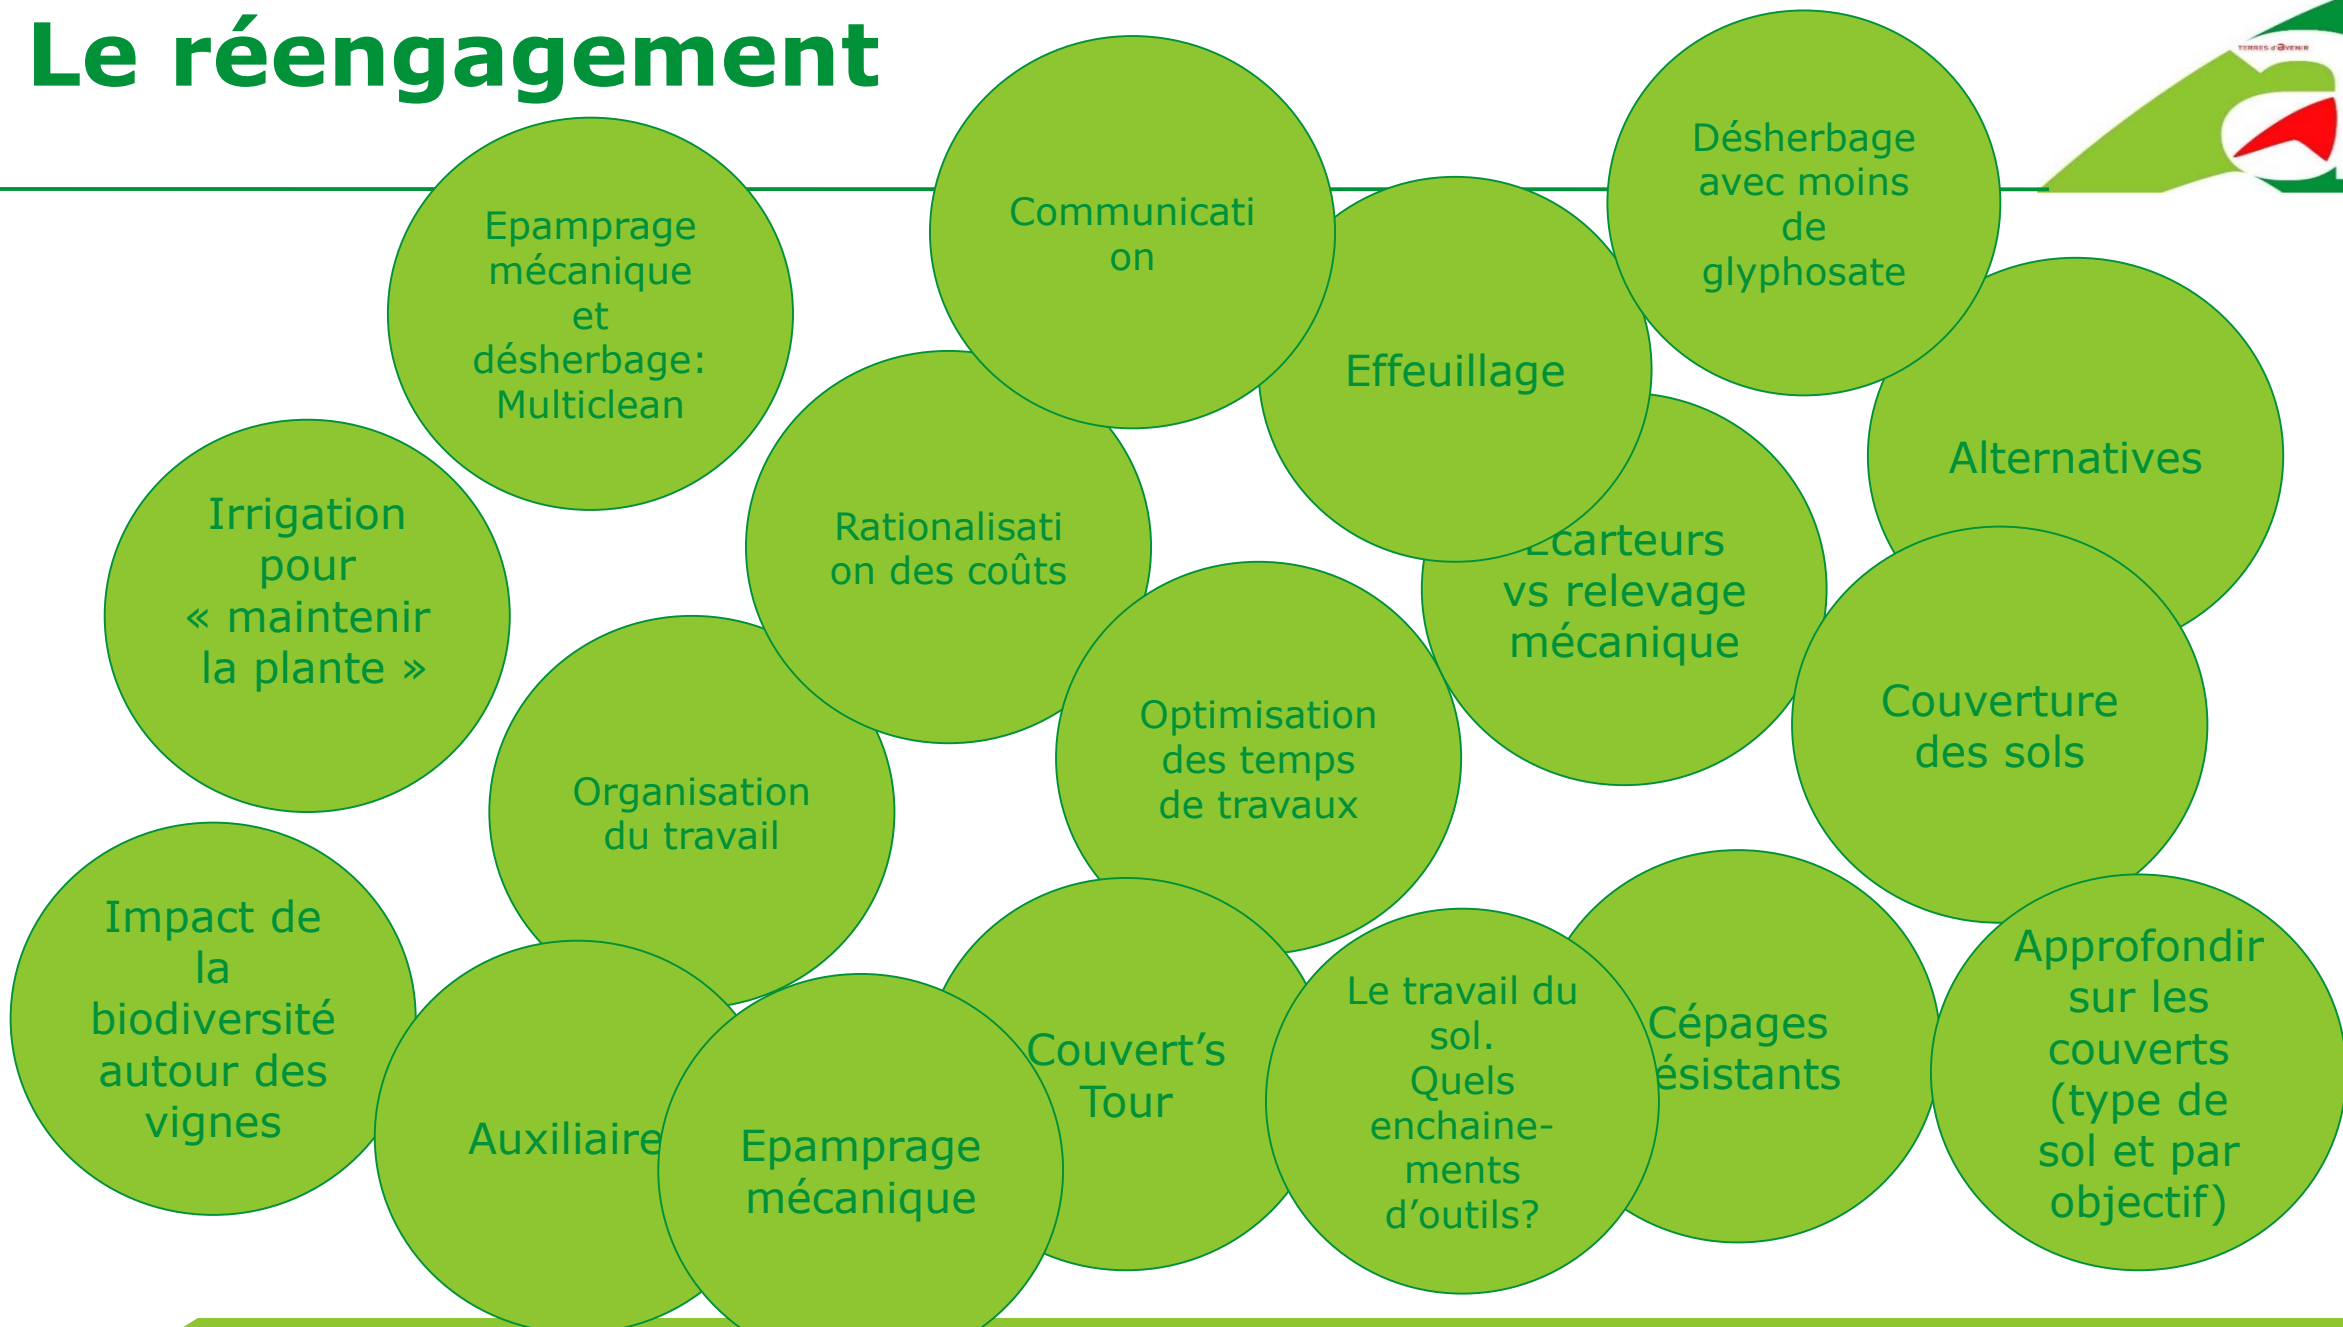 Le réengagement
TERRES d'aVENIR
Epamprage
mécanique
et
désherbage:
Multiclean
Communicati
on
Désherbage
avec moins
de
glyphosate
Effeuillage
Alternatives
Irrigation
pour
« maintenir
la plante »
Rationalisati
on des coûts
Ecarteurs
vs relevage
mécanique
Organisation
du travail
Optimisation
des temps
de travaux
Couverture
des sols
Impact de
la
biodiversité
autour des
vignes
Auxiliaire
Epamprage
mécanique
Couvert’s
Tour
Le travail du
sol.
Quels
enchaine-
ments
d’outils?
Cépages
ésistants
Approfondir
sur les
couverts
(type de
sol et par
objectif)